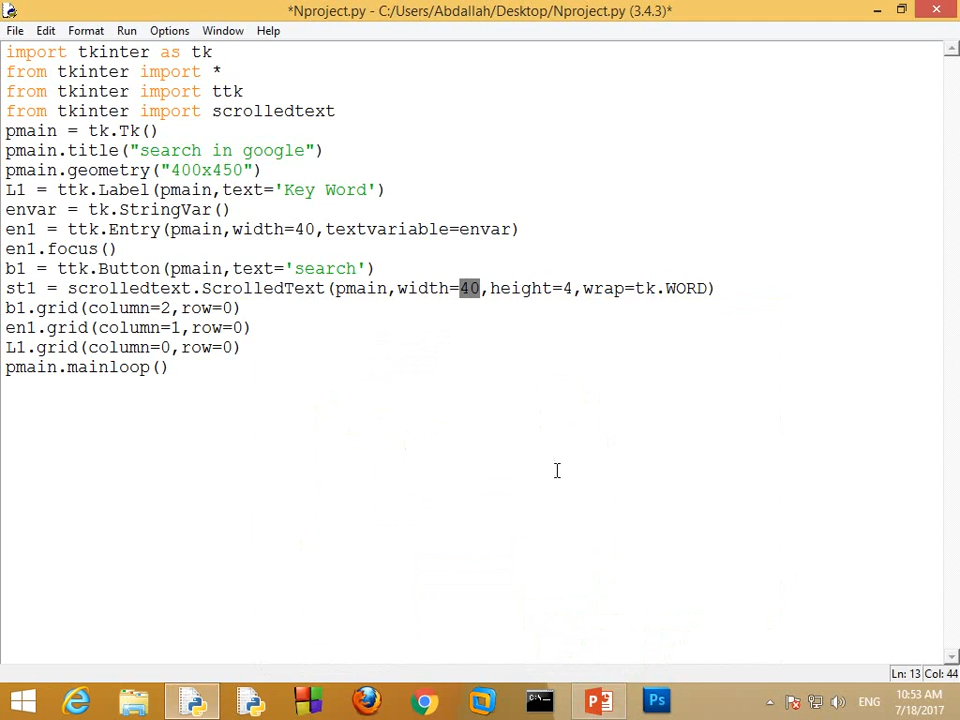 *Nproject.py - C:/Users/Abdallah/Desktop/Nproject.py (3.4.3)*
File Edit Format Run Options Window Help
import tkinter as tk
from tkinter import *
from tkinter import ttk
from tkinter import scrolledtext
pmain = tk.Tk()
pmain.title("search in google")
pmain.geometry("400x450")
L1 = ttk.Label(pmain,text='Key Word')
envar = tk.StringVar()
en1 = ttk.Entry(pmain,width=40,textvariable=envar)
en1.focus()
b1 = ttk.Button(pmain,text='search')
st1 = scrolledtext.ScrolledText(pmain,width=40,height=4,wrap=tk.WORD)
b1.grid(column=2,row=0)
en1.grid(column=1,row=0)
L1.grid(column=0,row=0)
pmain.mainloop()
Ln: 13 Col: 44
ENG
10:53 AM
7/18/2017